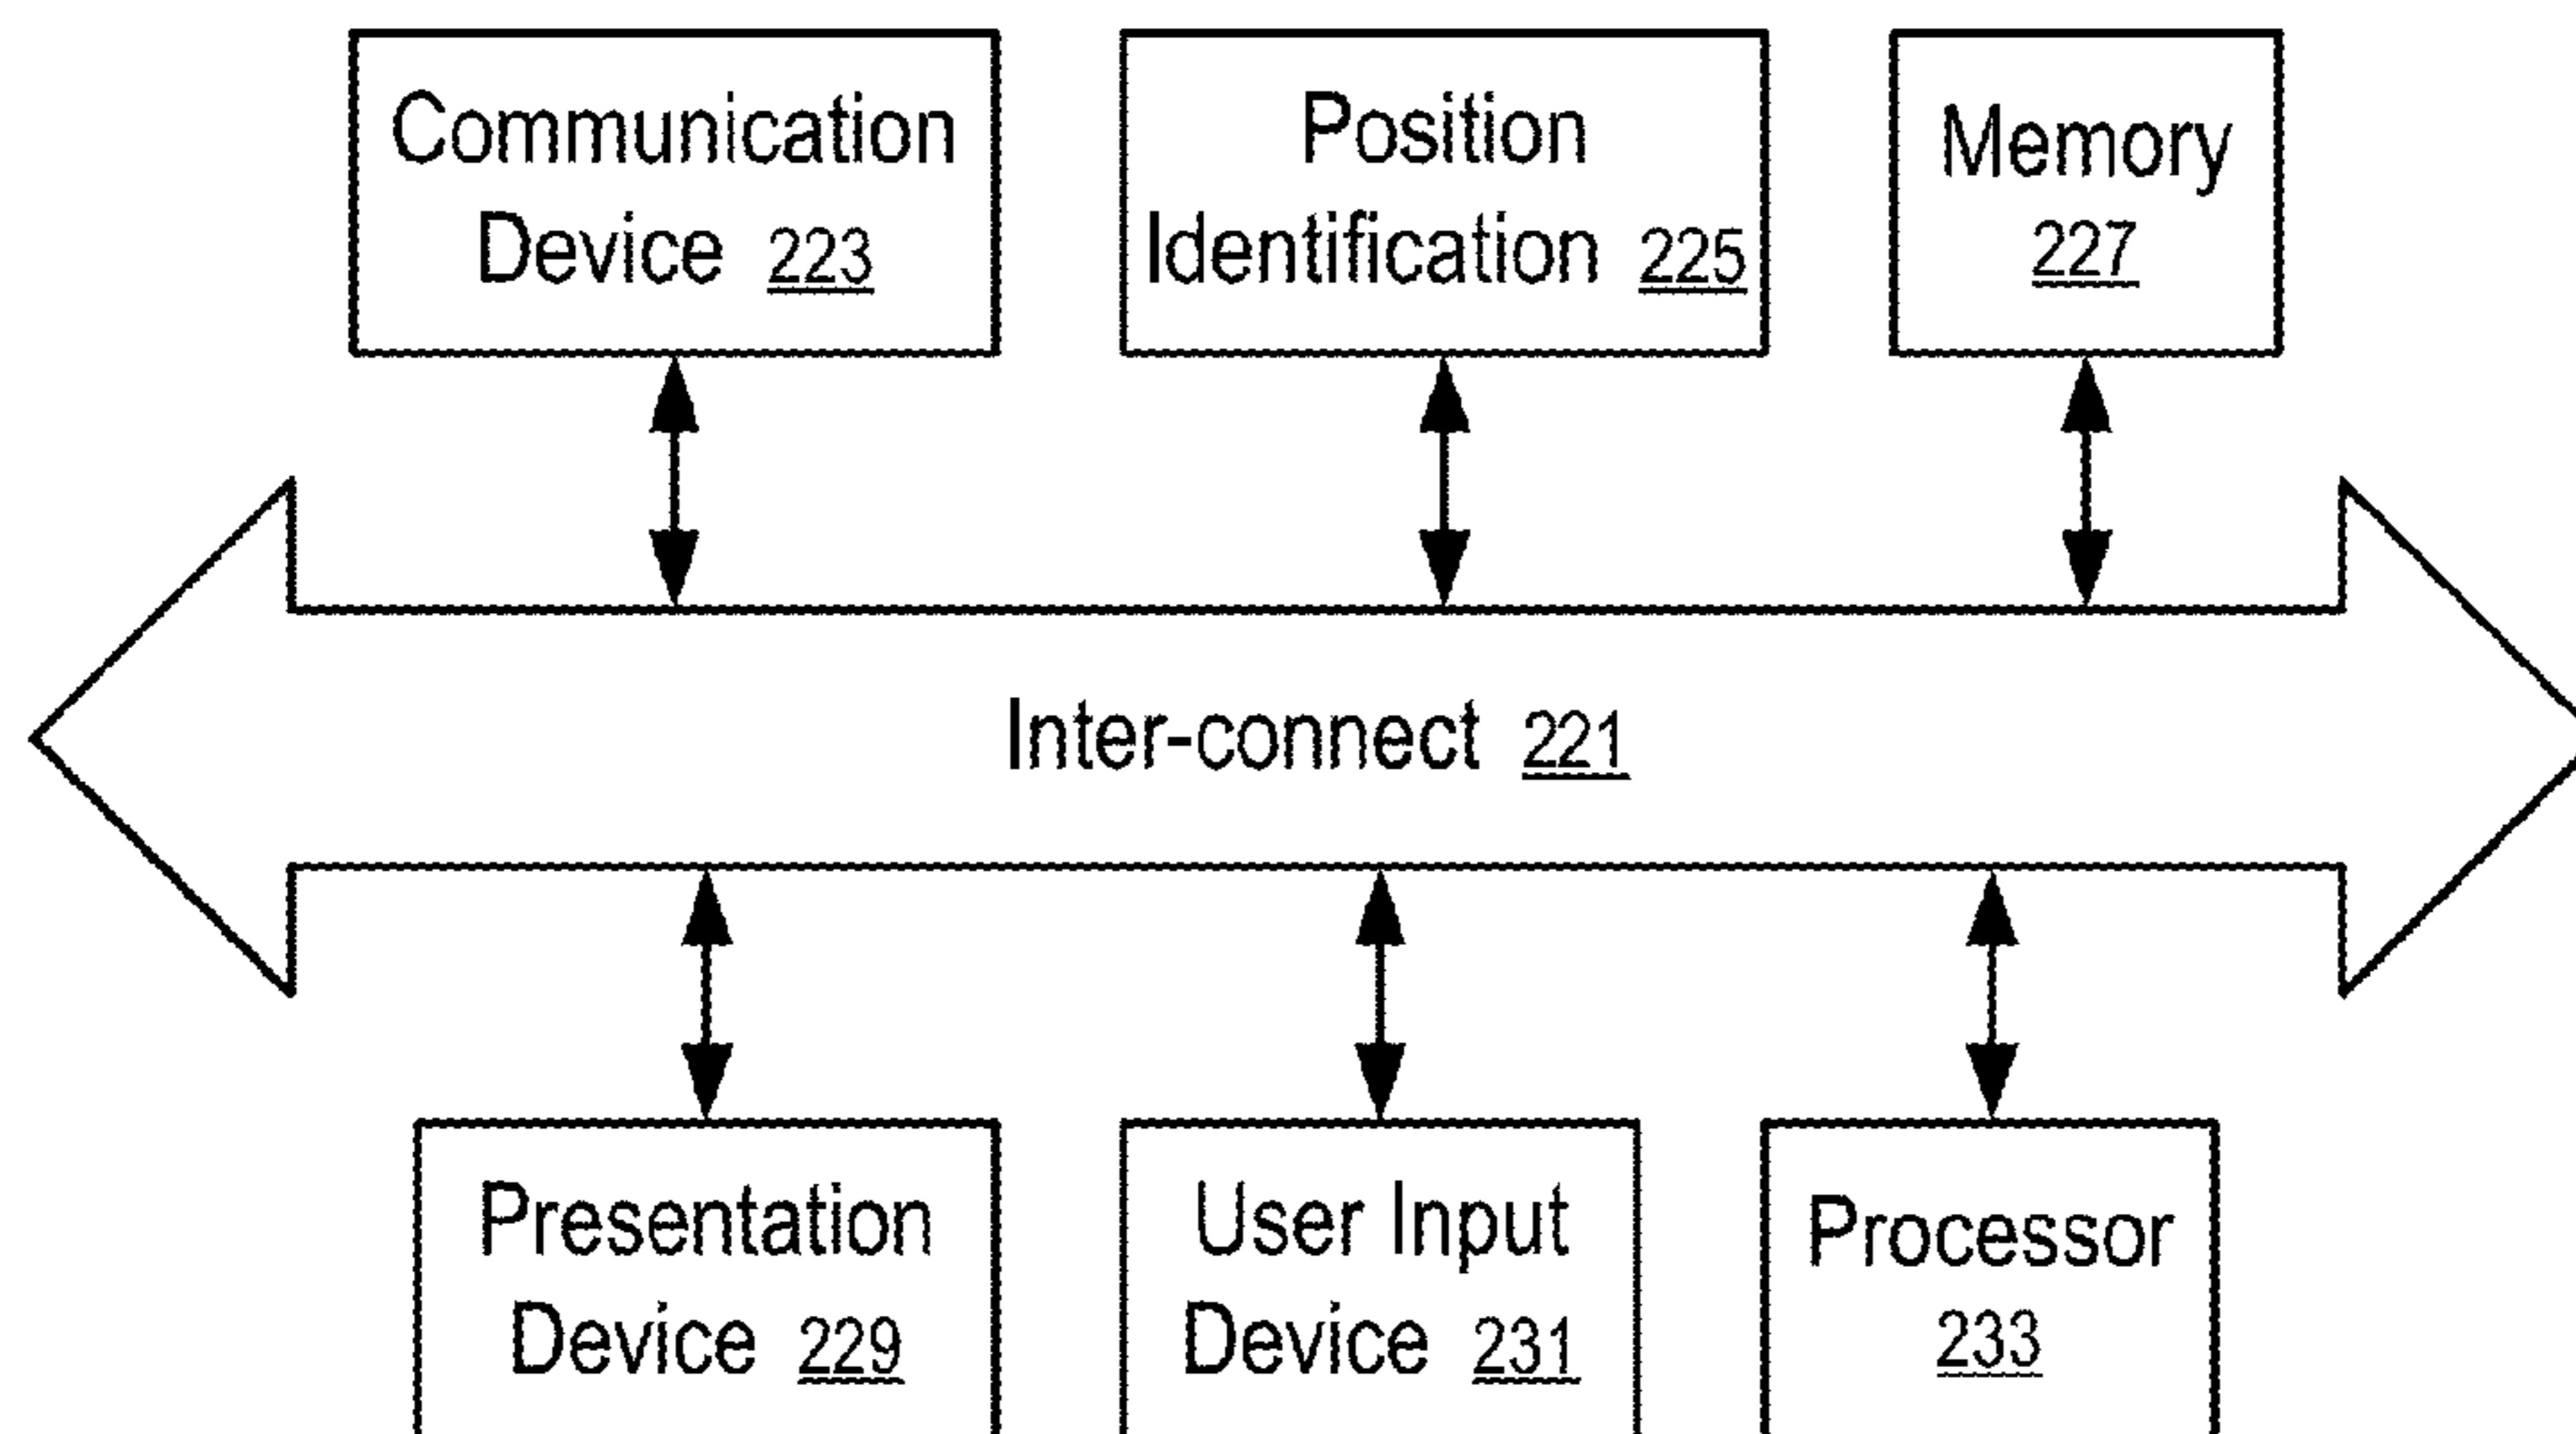 Communication
Device 223
Position
Identification 225
Memory
227
Inter-connect 221
Presentation
Device 229
User Input
Device 231
Processor
233